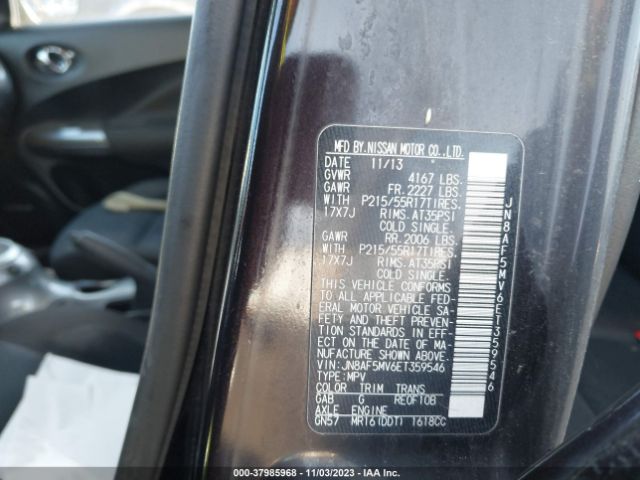 MFD BY.NISSAN MOTOR CO.,LTD.
DATE 11/13
GVWR 4167 LBS.
GAWR FR. 2227 LBS.
WITH P215/55R17TIRES.
17X7J RIMS. AT35PSI
COLD SINGLE.
GAWR RR. 2006 LBS.
WITH P215/55R17TIRES.
17X7J RIMS. AT35PSI
COLD SINGLE.
THIS VEHICLE CONFORMS
TO ALL APPLICABLE FED-
ERAL MOTOR VEHICLE SA-
FETY AND THEFT PREVEN-
TION STANDARDS IN EFF-
ECT ON THE DATE OF MA-
NUFACTURE SHOWN ABOVE.
VIN: JN8AF5MV6ET359546
TYPE: MPV
COLOR TRIM TRANS
GAB G RE0F10B
AXLE ENGINE
GN57 MR16(DDT) 1618CC
JN8AF5MV6ET359546
000-37985968 - 11/03/2023 - IAAI.COM